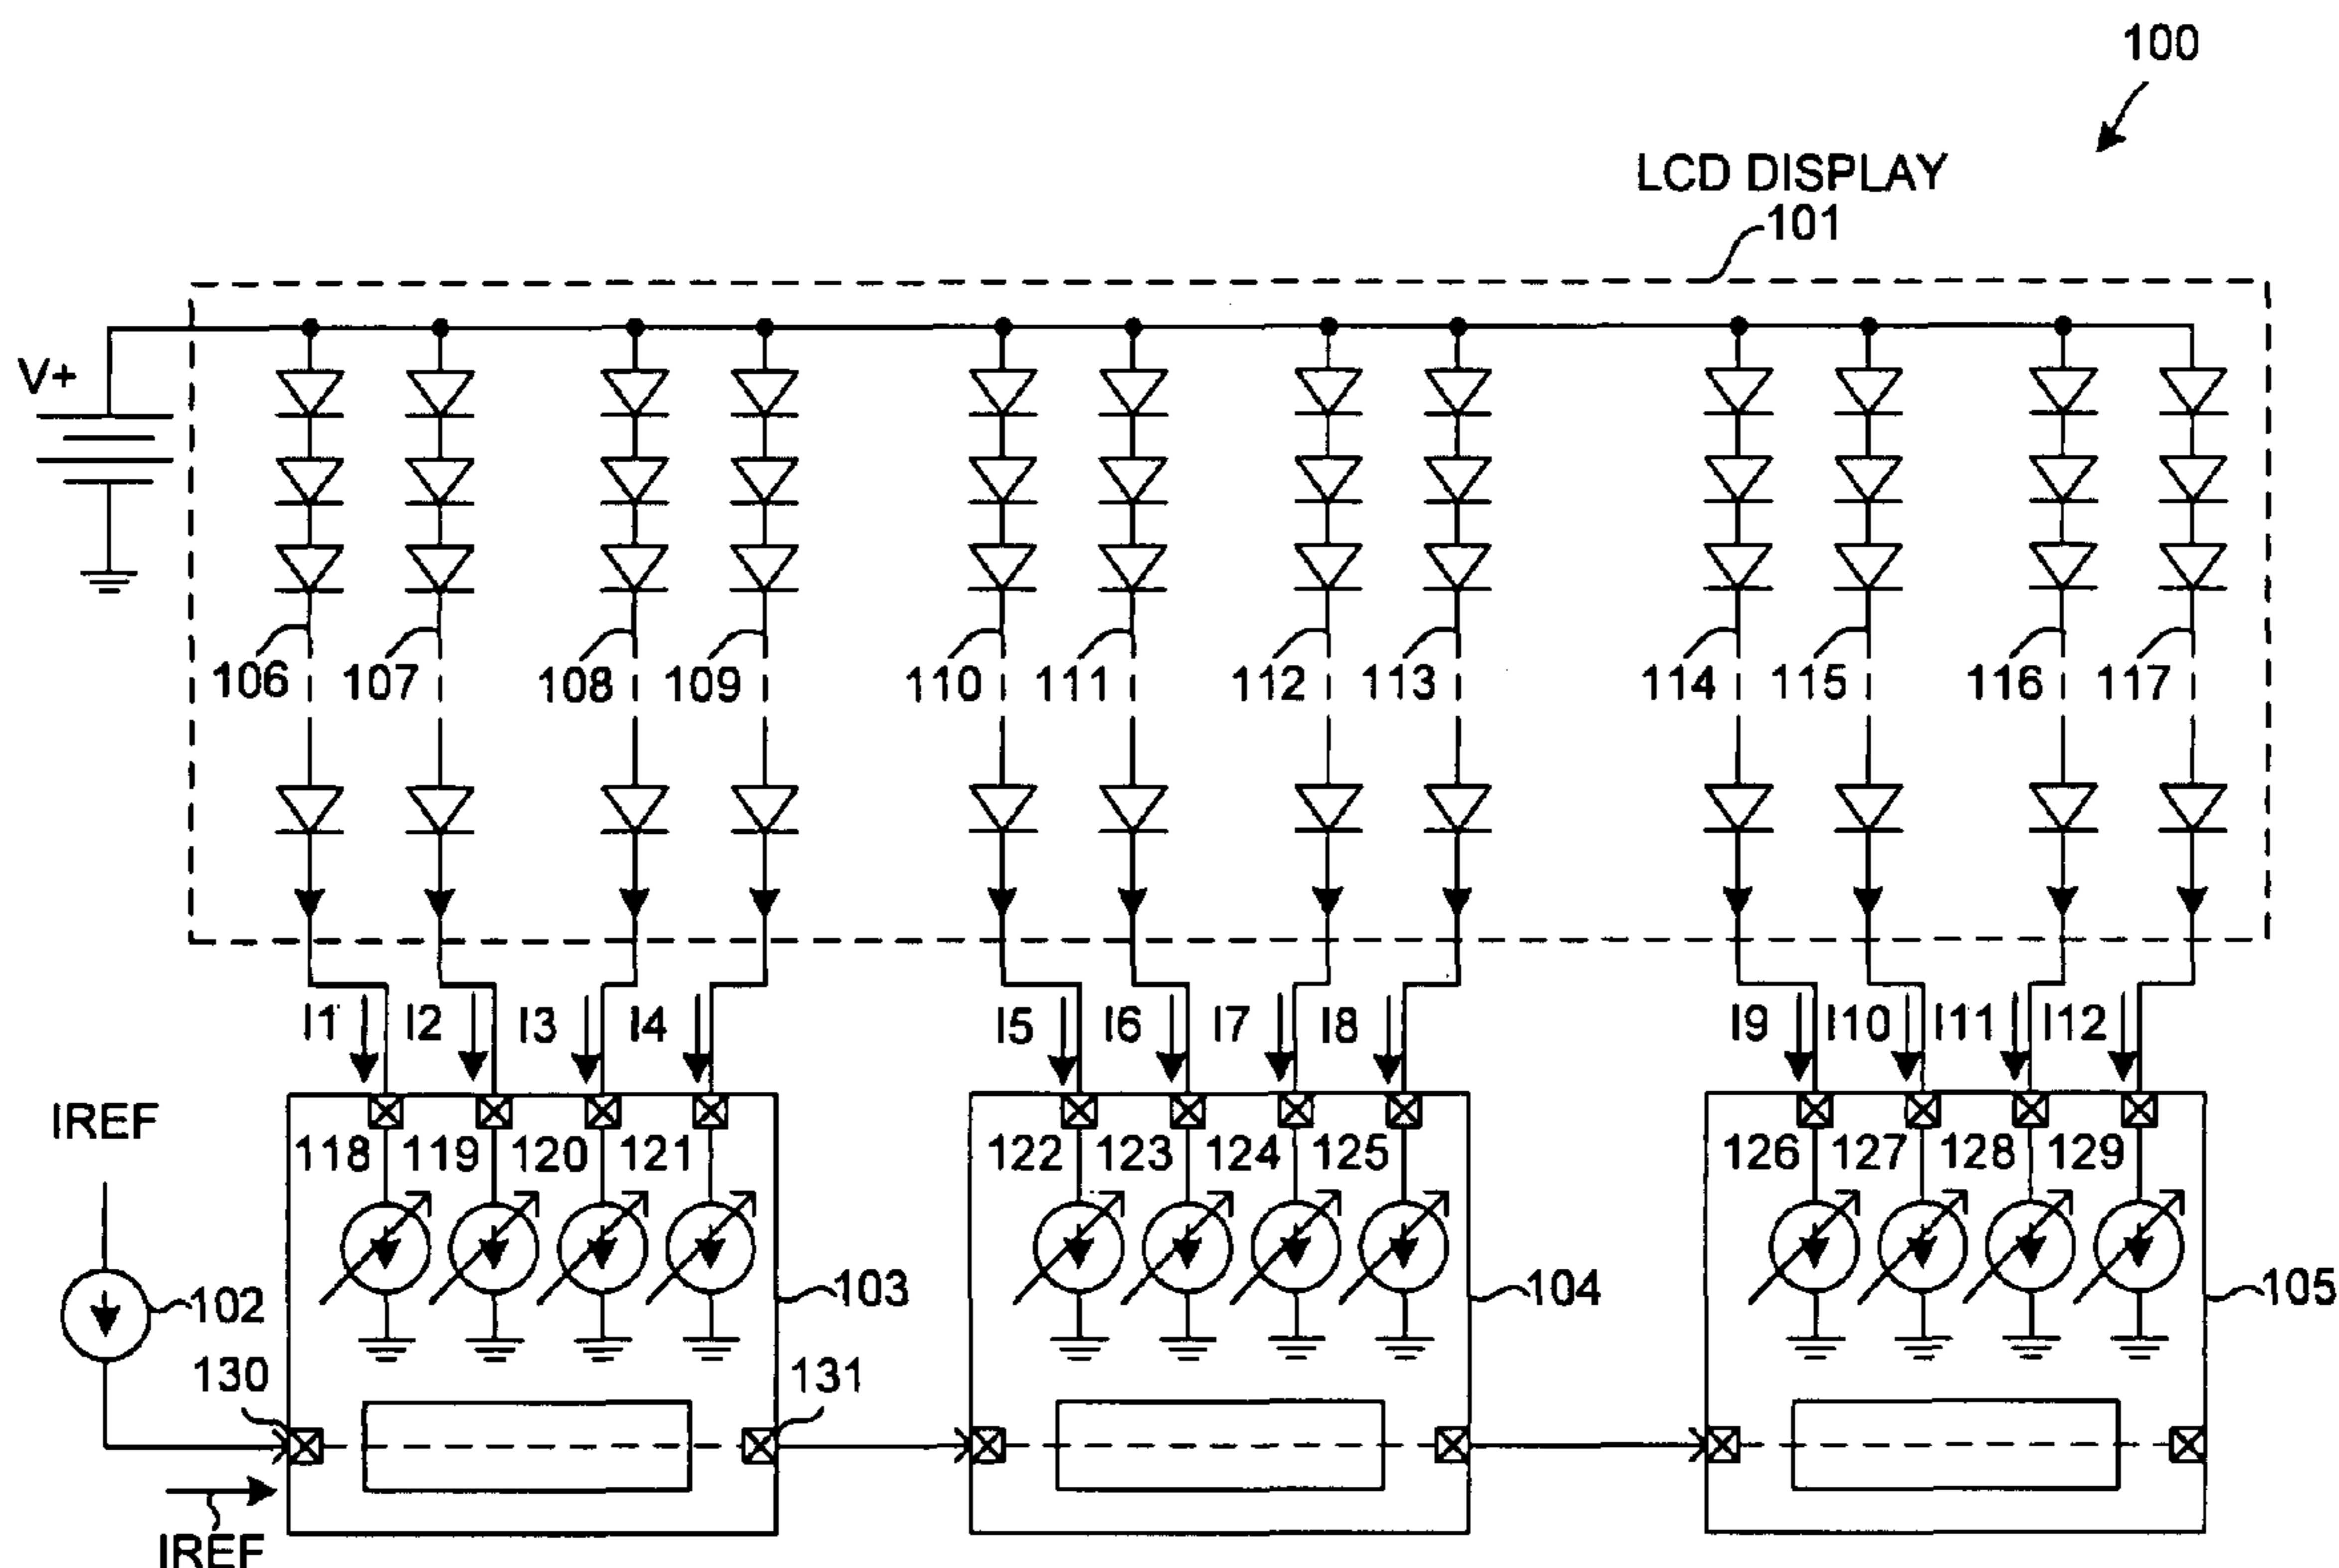 100
LCD DISPLAY
101
V+
106 107 108 109 110 111 112 113 114 115 116 117
I1 I2 I3 I4 I5 I6 I7 I8 I9 I10 I11 I12
IREF
118 119 120 121 122 123 124 125 126 127 128 129
102 103 104 105
130 131
IREF